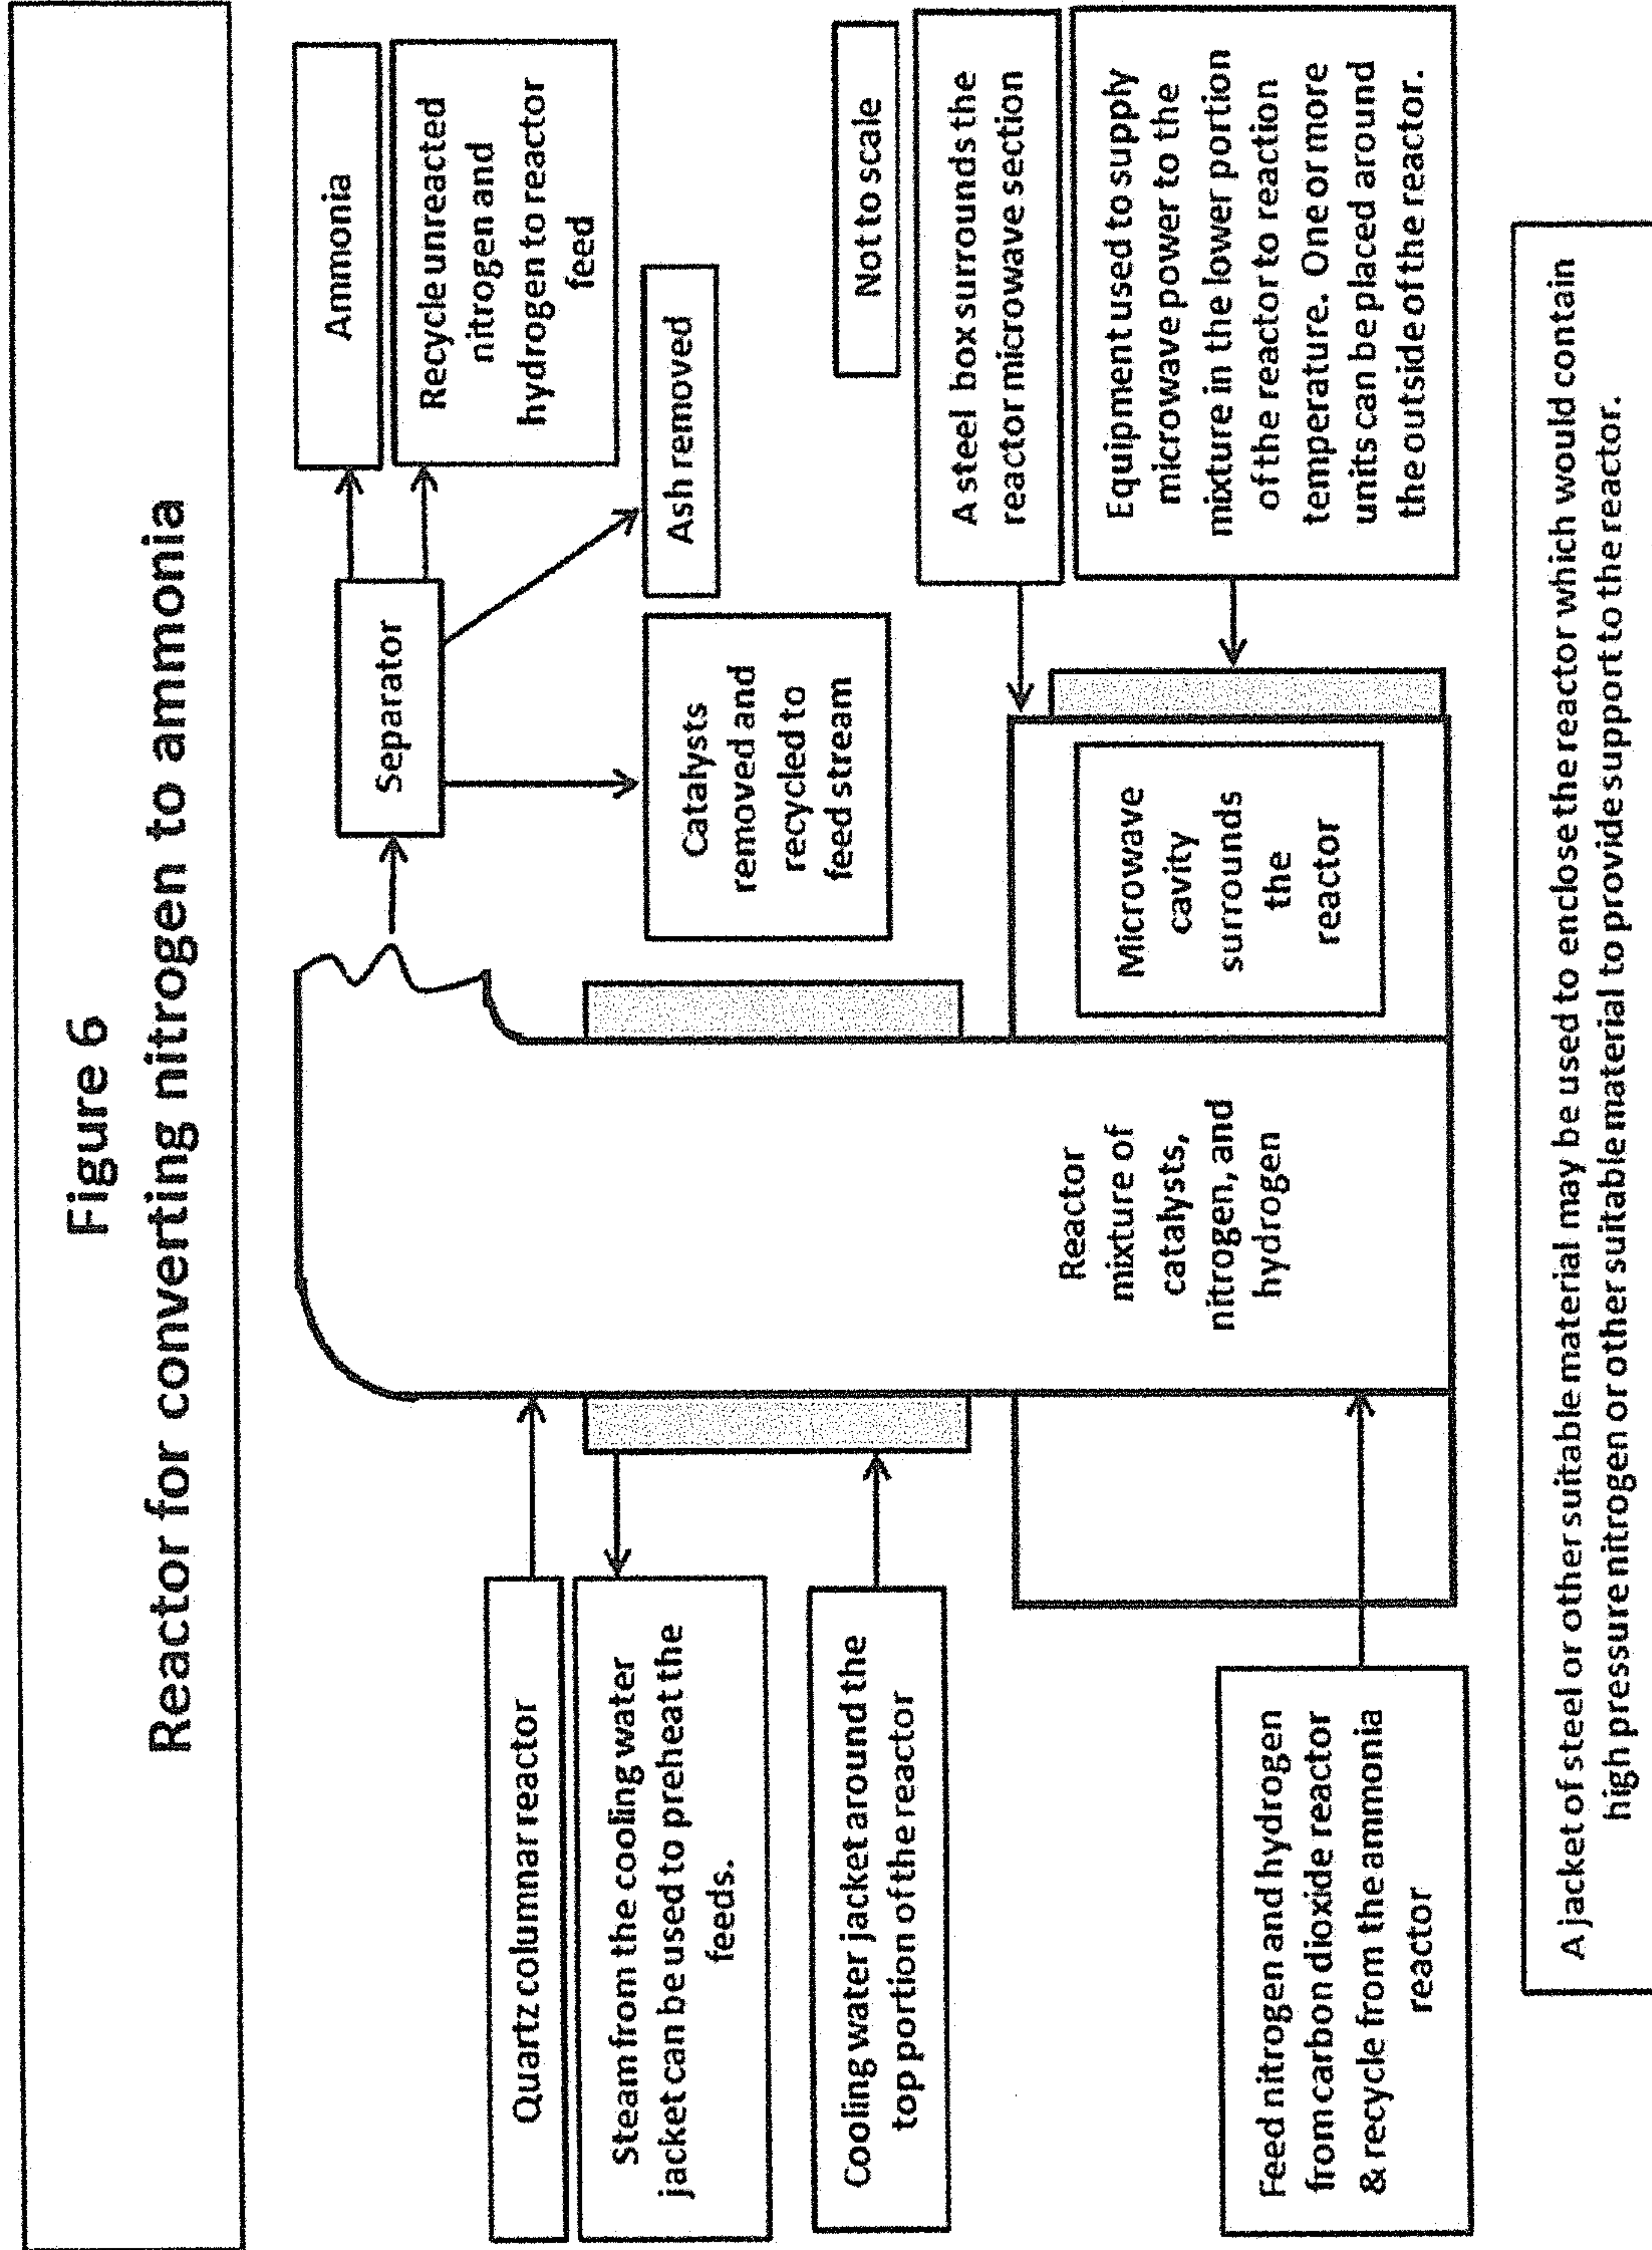 Figure 6
Reactor for converting nitrogen to ammonia
Quartz columnar reactor
Steam from the cooling water
jacket can be used to preheat the
feeds.
Cooling water jacket around the
top portion of the reactor
Feed nitrogen and hydrogen
from carbon dioxide reactor
& recycle from the ammonia
reactor
Reactor
mixture of
catalysts,
nitrogen, and
hydrogen
Separator
Ammonia
Recycle unreacted
nitrogen and
hydrogen to reactor
feed
Ash removed
Catalysts
removed and
recycled to
feed stream
Microwave
cavity
surrounds
the
reactor
Not to scale
A steel box surrounds the
reactor microwave section
Equipment used to supply
microwave power to the
mixture in the lower portion
of the reactor to reaction
temperature. One or more
units can be placed around
the outside of the reactor.
A jacket of steel or other suitable material may be used to enclose the reactor which would contain
high pressure nitrogen or other suitable material to provide support to the reactor.